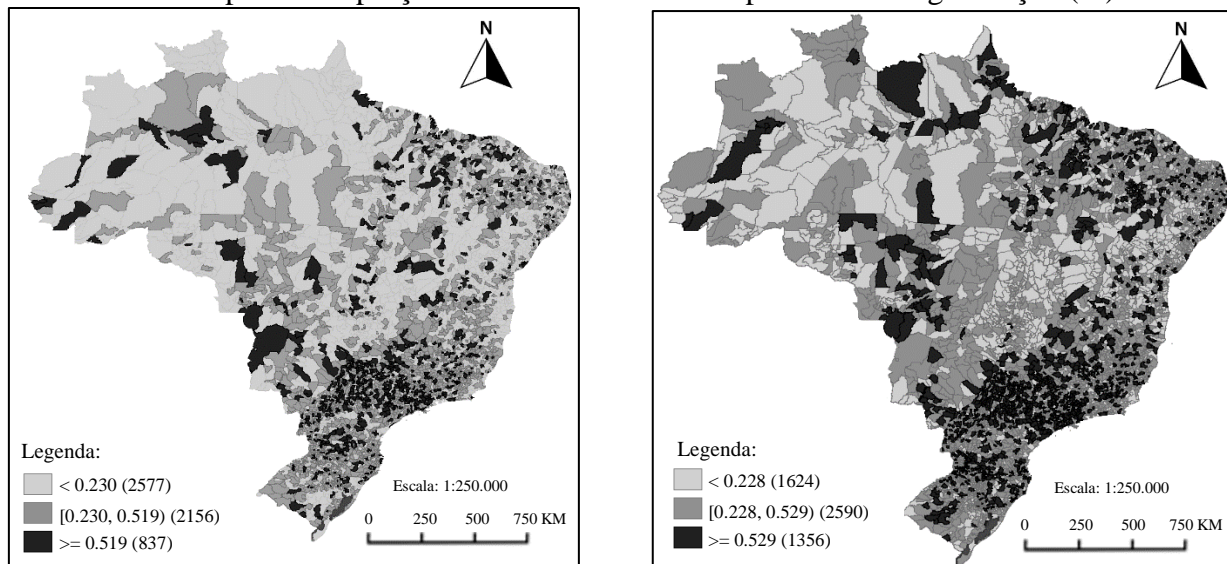 N
Legenda:
< 0.230 (2577)
[0.230, 0.519) (2156)
>= 0.519 (837)
Escala: 1:250.000
0 250 500 750 KM
N
Legenda:
< 0.228 (1624)
[0.228, 0.529) (2590)
>= 0.529 (1356)
Escala: 1:250.000
0 250 500 750 KM